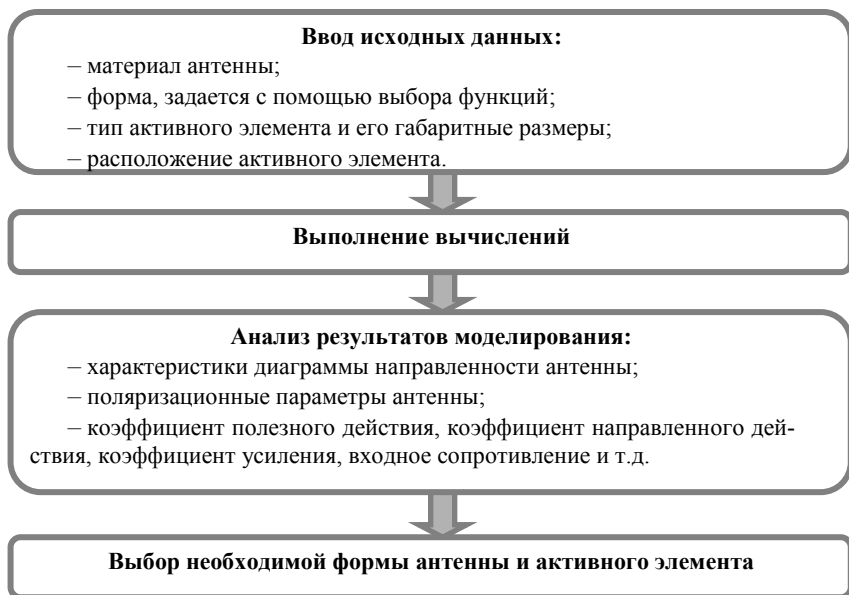 Ввод исходных данных:
– материал антенны;
– форма, задается с помощью выбора функций;
– тип активного элемента и его габаритные размеры;
– расположение активного элемента.
Выполнение вычислений
Анализ результатов моделирования:
– характеристики диаграммы направленности антенны;
– поляризационные параметры антенны;
– коэффициент полезного действия, коэффициент направленного дей-
ствия, коэффициент усиления, входное сопротивление и т.д.
Выбор необходимой формы антенны и активного элемента